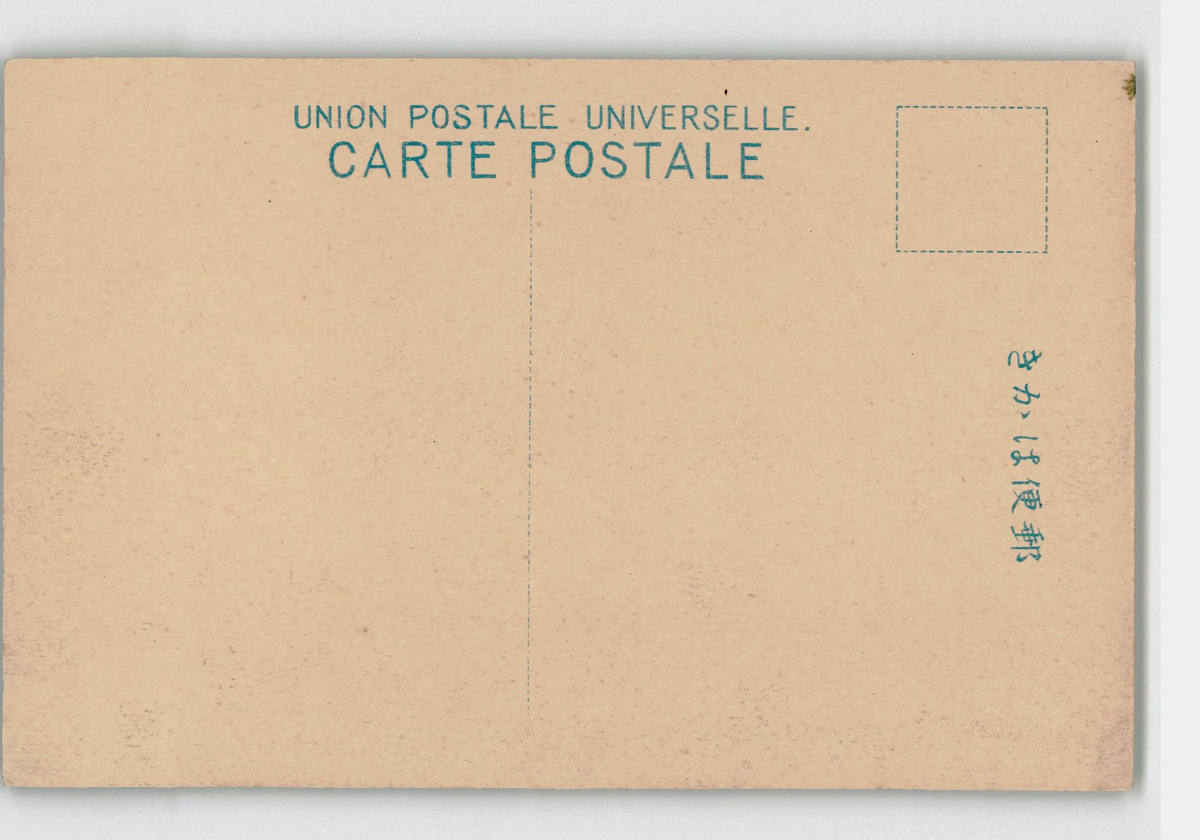 UNION POSTALE UNIVERSELLE.
CARTE POSTALE
きかは便郵